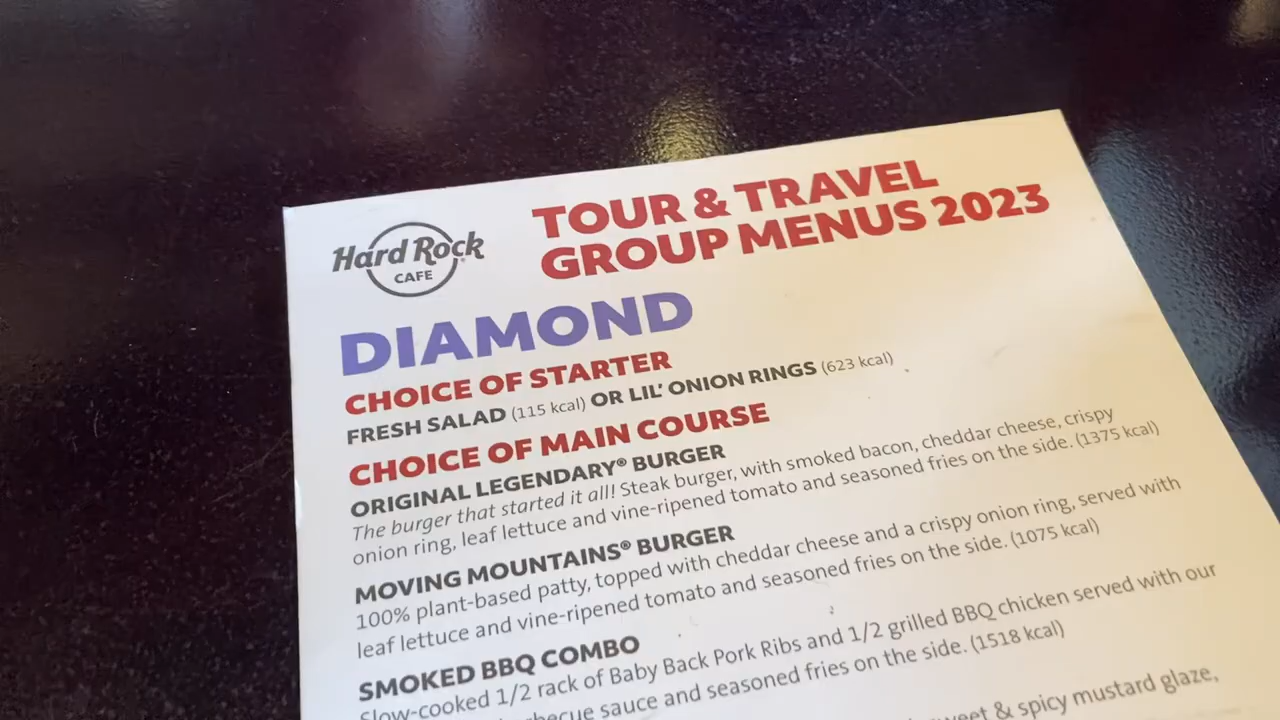 Hard Rock
CAFE
TOUR & TRAVEL
GROUP MENUS 2023
DIAMOND
CHOICE OF STARTER
FRESH SALAD (115 kcal) OR LIL' ONION RINGS (623 kcal)
CHOICE OF MAIN COURSE
ORIGINAL LEGENDARY® BURGER
The burger that started it all! Steak burger, with smoked bacon, cheddar cheese, crispy
onion ring, leaf lettuce and vine-ripened tomato and seasoned fries on the side. (1375 kcal)
MOVING MOUNTAINS® BURGER
100% plant-based patty, topped with cheddar cheese and a crispy onion ring, served with
leaf lettuce and vine-ripened tomato and seasoned fries on the side. (1075 kcal)
SMOKED BBQ COMBO
Slow-cooked 1/2 rack of Baby Back Pork Ribs and 1/2 grilled BBQ chicken served with our
sauce and seasoned fries on the side. (1518 kcal)
& spicy mustard glaze,